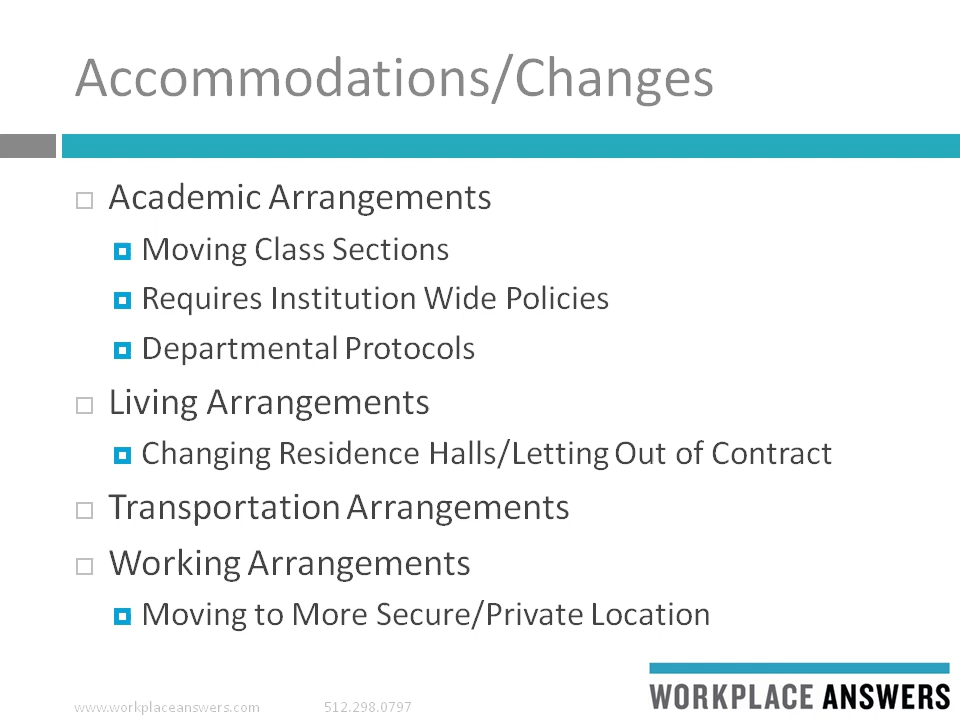 Accommodations/Changes
Academic Arrangements
Moving Class Sections
Requires Institution Wide Policies
Departmental Protocols
Living Arrangements
Changing Residence Halls/Letting Out of Contract
Transportation Arrangements
Working Arrangements
Moving to More Secure/Private Location
www.workplaceanswers.com 512.298.0797
WORKPLACE ANSWERS